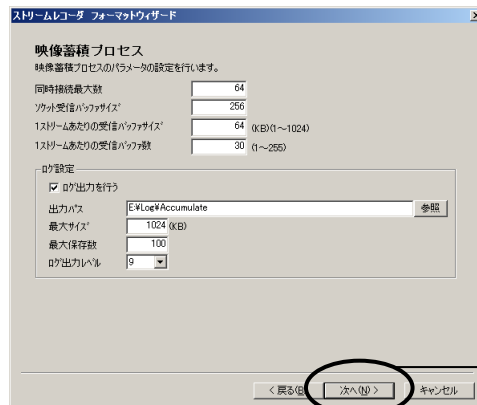 ストリームレコーダ フォーマットウィザード
映像蓄積プロセス
映像蓄積プロセスのパラメータの設定を行います。
同時接続最大数 64
ソケット受信バッファサイズ 256
1ストリームあたりの受信バッファサイズ 64 (KB)(1~1024)
1ストリームあたりの受信バッファ数 30 (1~255)
ログ設定
ログ出力を行う
出力パス E:¥Log¥Accumulate 参照
最大サイズ 1024 (KB)
最大保存数 100
ログ出力レベル 9
< 戻る(B) 次へ(N) > キャンセル